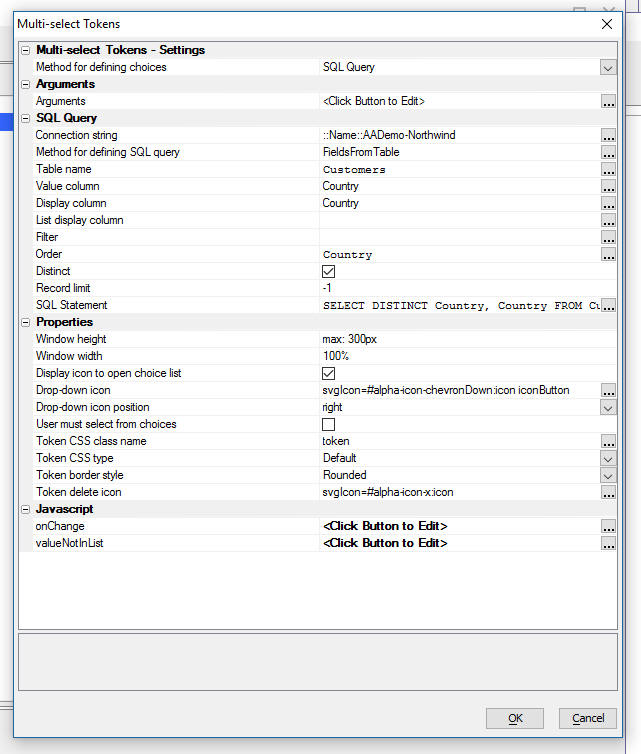 Multi-select Tokens
Multi-select Tokens - Settings
Method for defining choices SQL Query
Arguments
Arguments <Click Button to Edit>
SQL Query
Connection string ::Name::AADemo-Northwind
Method for defining SQL query FieldsFromTable
Table name Customers
Value column Country
Display column Country
List display column
Filter
Order Country
Distinct
Record limit -1
SQL Statement SELECT DISTINCT Country, Country FROM Cu
Properties
Window height max: 300px
Window width 100%
Display icon to open choice list
Drop-down icon svgIcon=#alpha-icon-chevronDown:icon iconButton
Drop-down icon position right
User must select from choices
Token CSS class name token
Token CSS type Default
Token border style Rounded
Token delete icon svgIcon=#alpha-icon-x:icon
Javascript
onChange <Click Button to Edit>
valueNotInList <Click Button to Edit>
OK Cancel